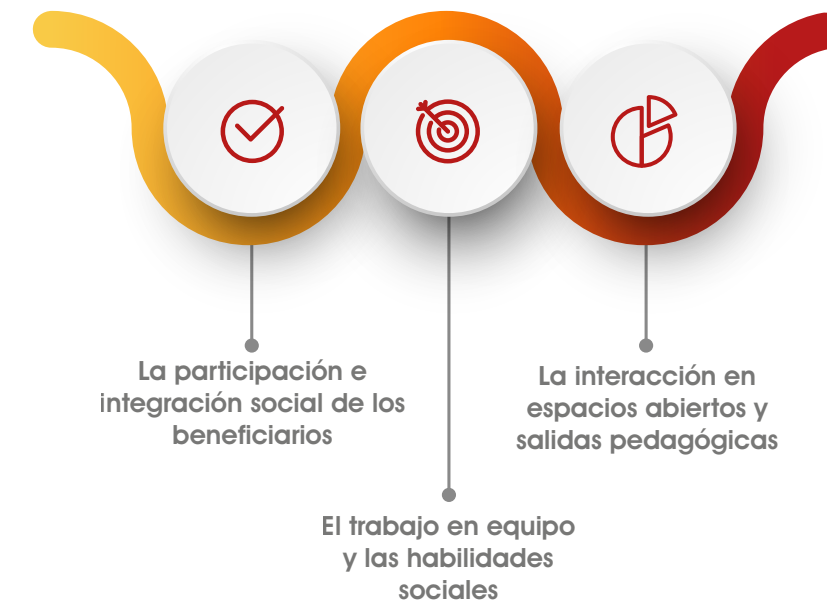 La participación e
integración social de los
beneficiarios
El trabajo en equipo
y las habilidades
sociales
La interacción en
espacios abiertos y
salidas pedagógicas